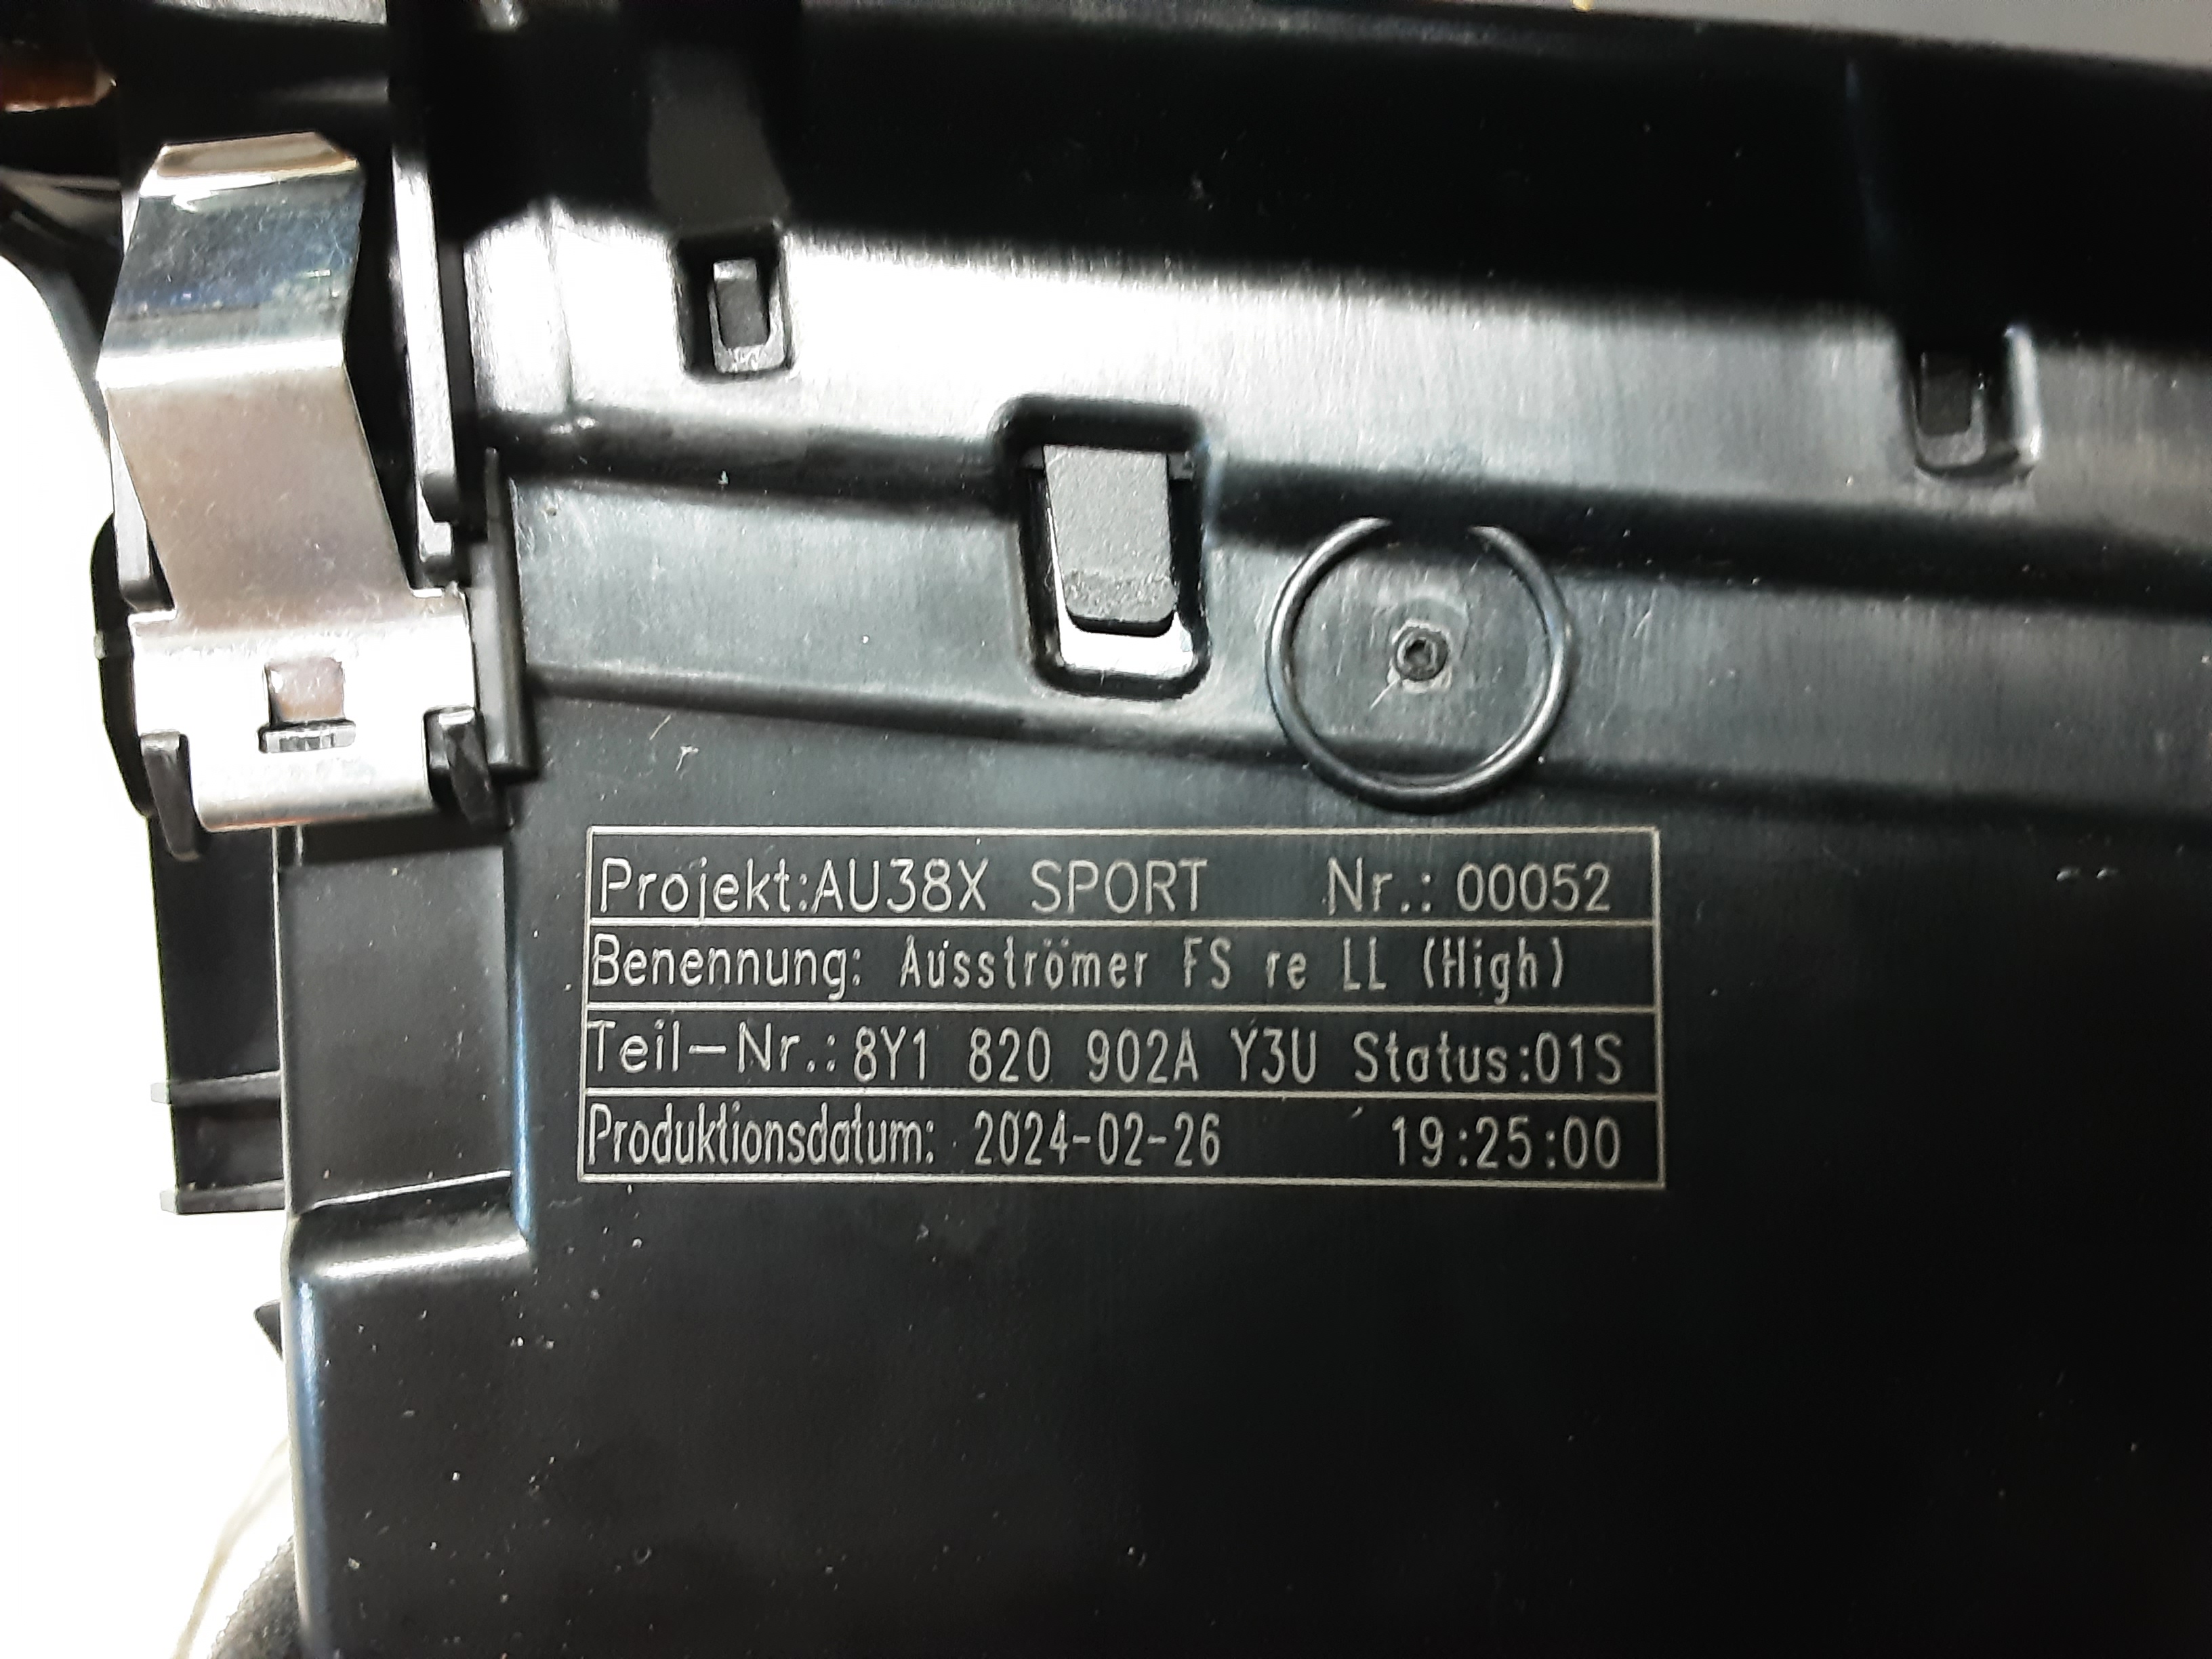 Projekt:AU38X SPORT Nr.: 00052
Benennung: Ausströmer FS re LL (High)
Teil-Nr.: 8Y1 820 902A Y3U Status:01S
Produktionsdatum: 2024-02-26 19:25:00